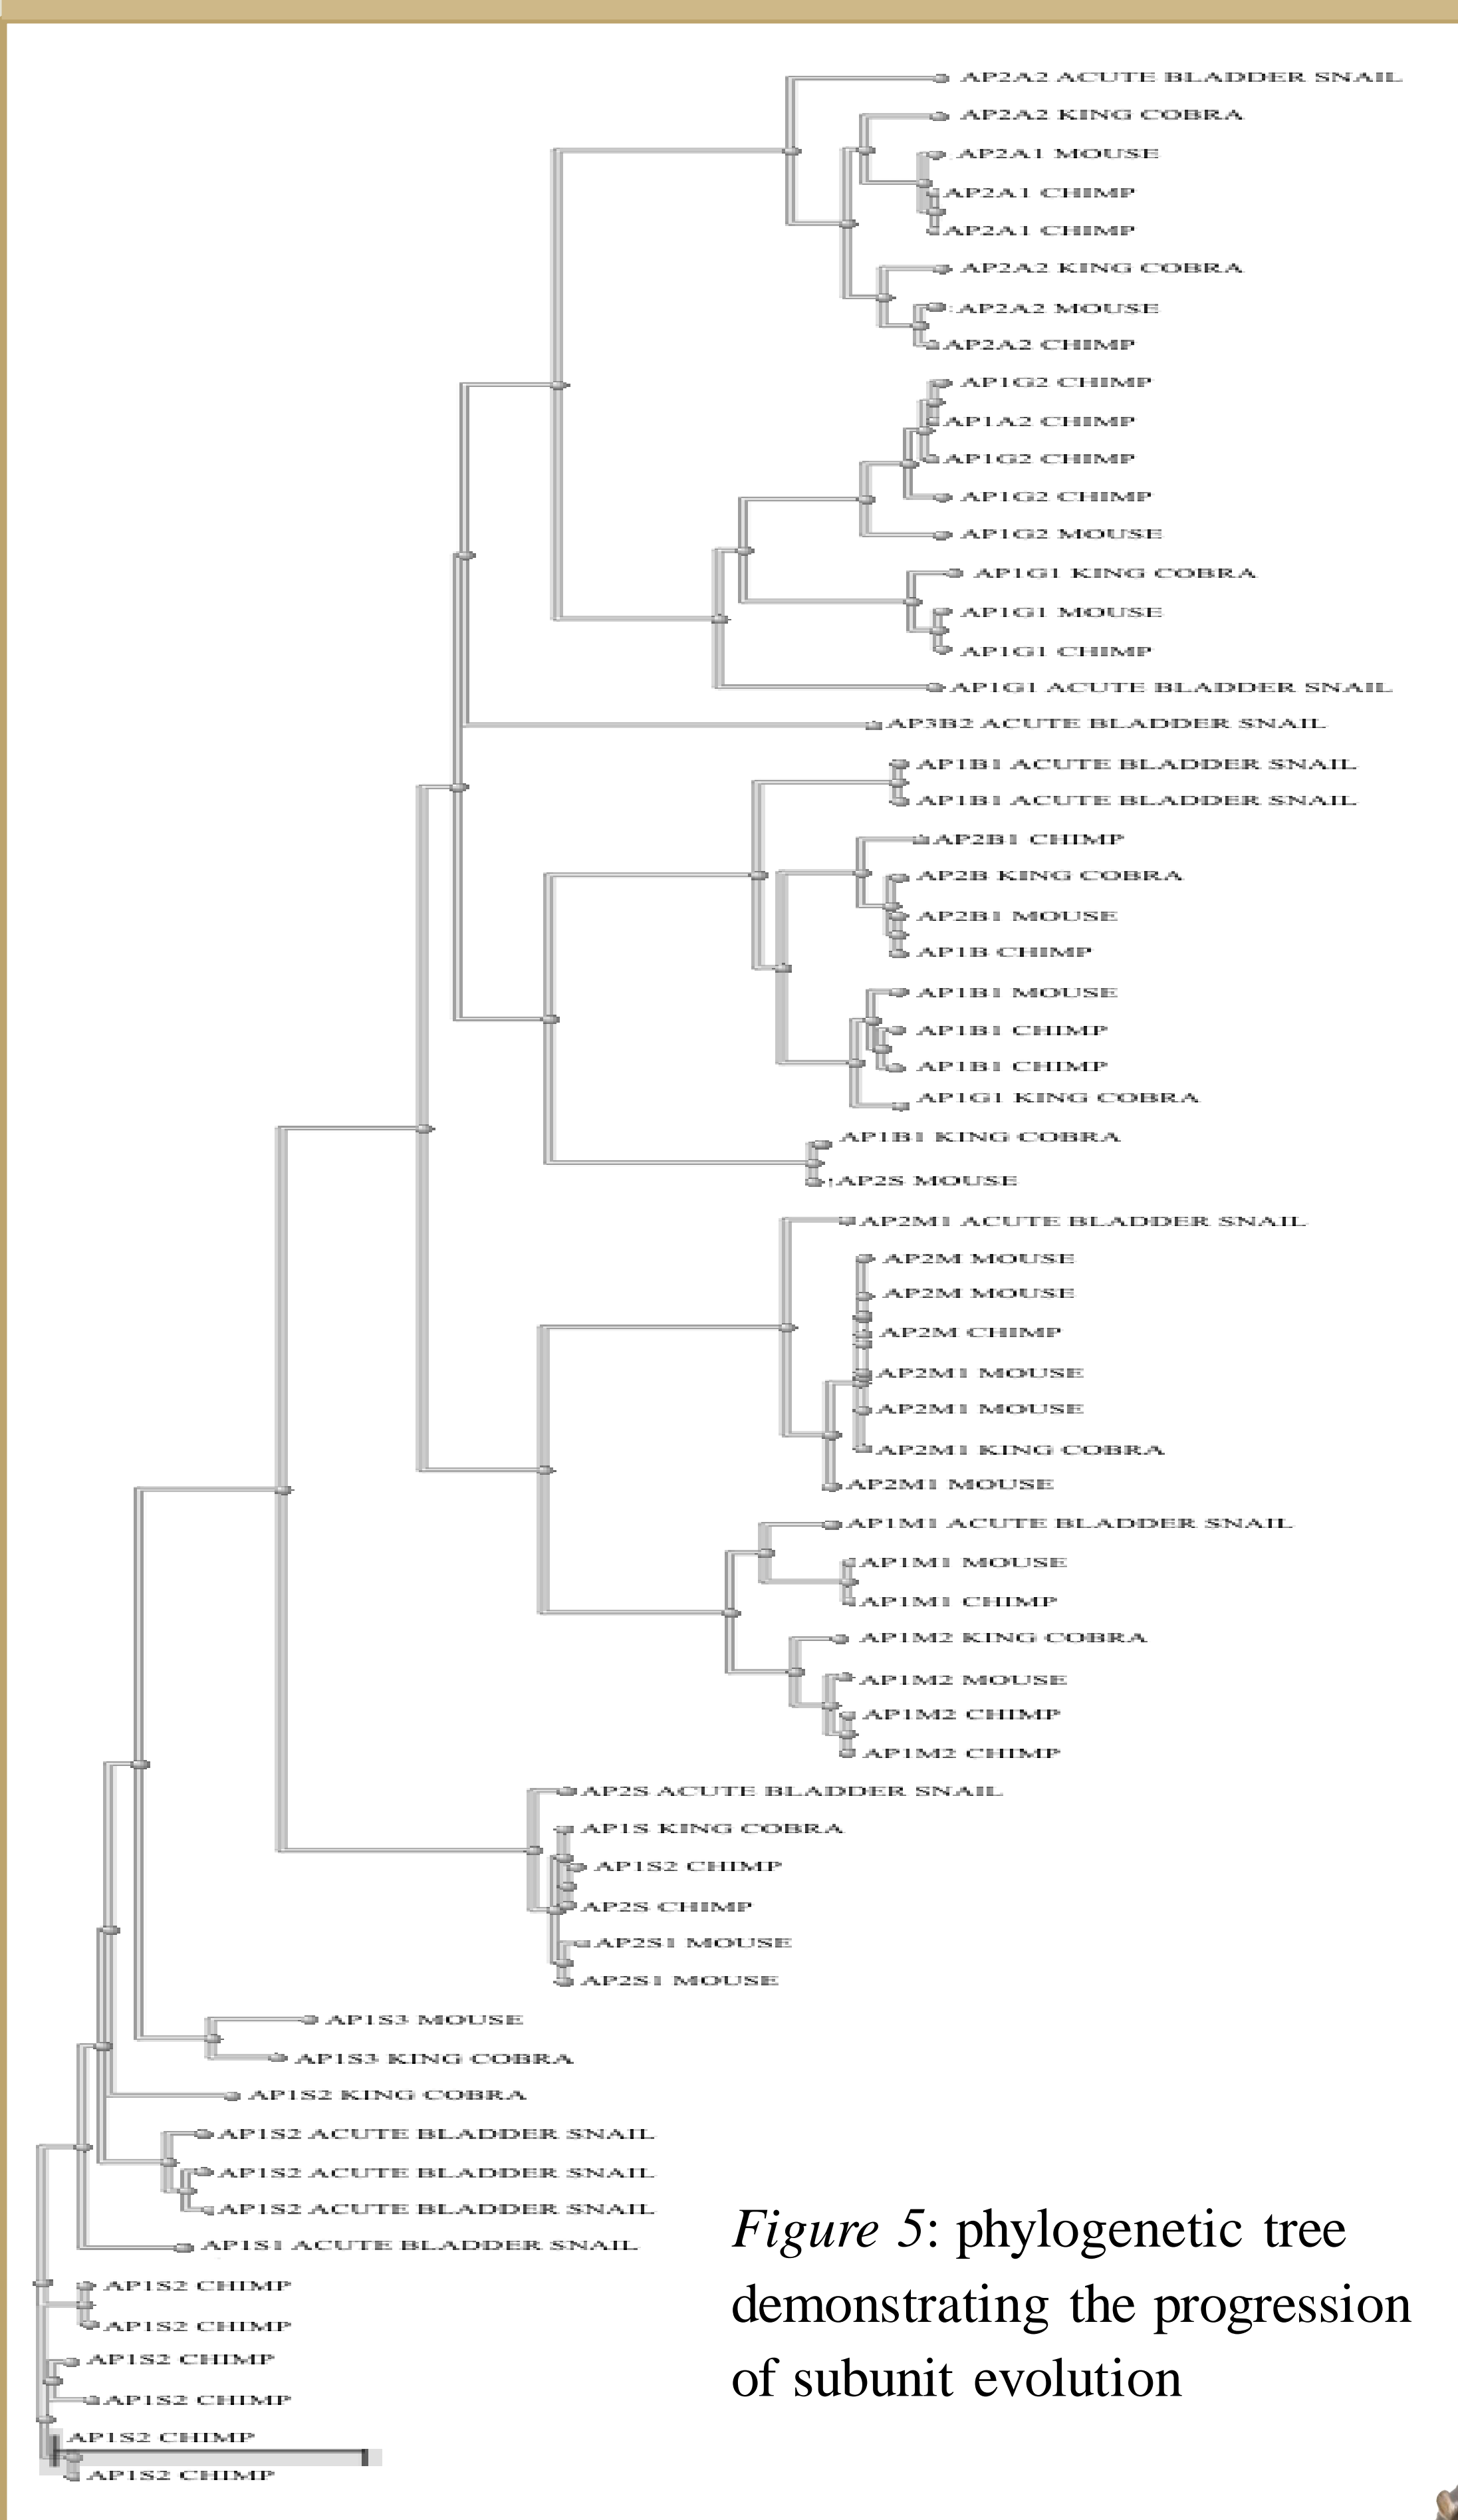 AP2A2 ACUTE BLADDER SNAIL
AP2A2 KING COBRA
AP2A1 MOUSE
AP2A1 CHIMP
AP2A1 CHIMP
AP2A2 KING COBRA
AP2A2 MOUSE
AP2A2 CHIMP
AP1G2 CHIMP
AP1A2 CHIMP
AP1G2 CHIMP
AP1G2 CHIMP
AP1G2 MOUSE
AP1G1 KING COBRA
AP1G1 MOUSE
AP1G1 CHIMP
AP1G1 ACUTE BLADDER SNAIL
AP3B2 ACUTE BLADDER SNAIL
AP1B1 ACUTE BLADDER SNAIL
AP1B1 ACUTE BLADDER SNAIL
AP2B1 CHIMP
AP2B KING COBRA
AP2B1 MOUSE
AP1B CHIMP
AP1B1 MOUSE
AP1B1 CHIMP
AP1B1 CHIMP
AP1G1 KING COBRA
AP1B1 KING COBRA
AP2S MOUSE
AP2M1 ACUTE BLADDER SNAIL
AP2M MOUSE
AP2M MOUSE
AP2M CHIMP
AP2M1 MOUSE
AP2M1 MOUSE
AP2M1 KING COBRA
AP2M1 MOUSE
AP1M1 ACUTE BLADDER SNAIL
AP1M1 MOUSE
AP1M1 CHIMP
AP1M2 KING COBRA
AP1M2 MOUSE
AP1M2 CHIMP
AP1M2 CHIMP
AP2S ACUTE BLADDER SNAIL
AP1S KING COBRA
AP1S2 CHIMP
AP2S CHIMP
AP2S1 MOUSE
AP2S1 MOUSE
AP1S3 MOUSE
AP1S3 KING COBRA
AP1S2 KING COBRA
AP1S2 ACUTE BLADDER SNAIL
AP1S2 ACUTE BLADDER SNAIL
AP1S2 ACUTE BLADDER SNAIL
AP1S1 ACUTE BLADDER SNAIL
AP1S2 CHIMP
AP1S2 CHIMP
AP1S2 CHIMP
AP1S2 CHIMP
AP1S2 CHIMP
AP1S2 CHIMP
Figure 5: phylogenetic tree
demonstrating the progression
of subunit evolution